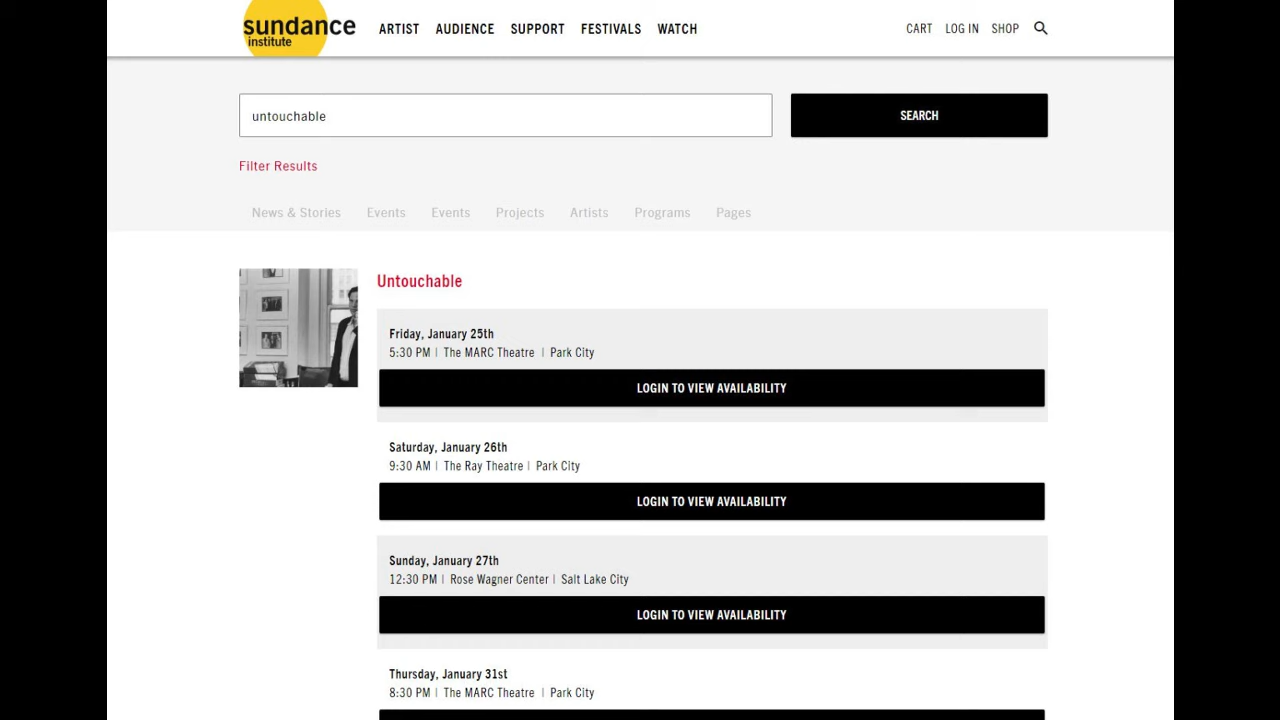 sundance
institute
ARTIST AUDIENCE SUPPORT FESTIVALS WATCH
CART LOG IN SHOP
untouchable
SEARCH
Filter Results
News & Stories Events Events Projects Artists Programs Pages
Untouchable
Friday, January 25th
5:30 PM | The MARC Theatre | Park City
LOGIN TO VIEW AVAILABILITY
Saturday, January 26th
9:30 AM | The Ray Theatre | Park City
LOGIN TO VIEW AVAILABILITY
Sunday, January 27th
12:30 PM | Rose Wagner Center | Salt Lake City
LOGIN TO VIEW AVAILABILITY
Thursday, January 31st
8:30 PM | The MARC Theatre | Park City